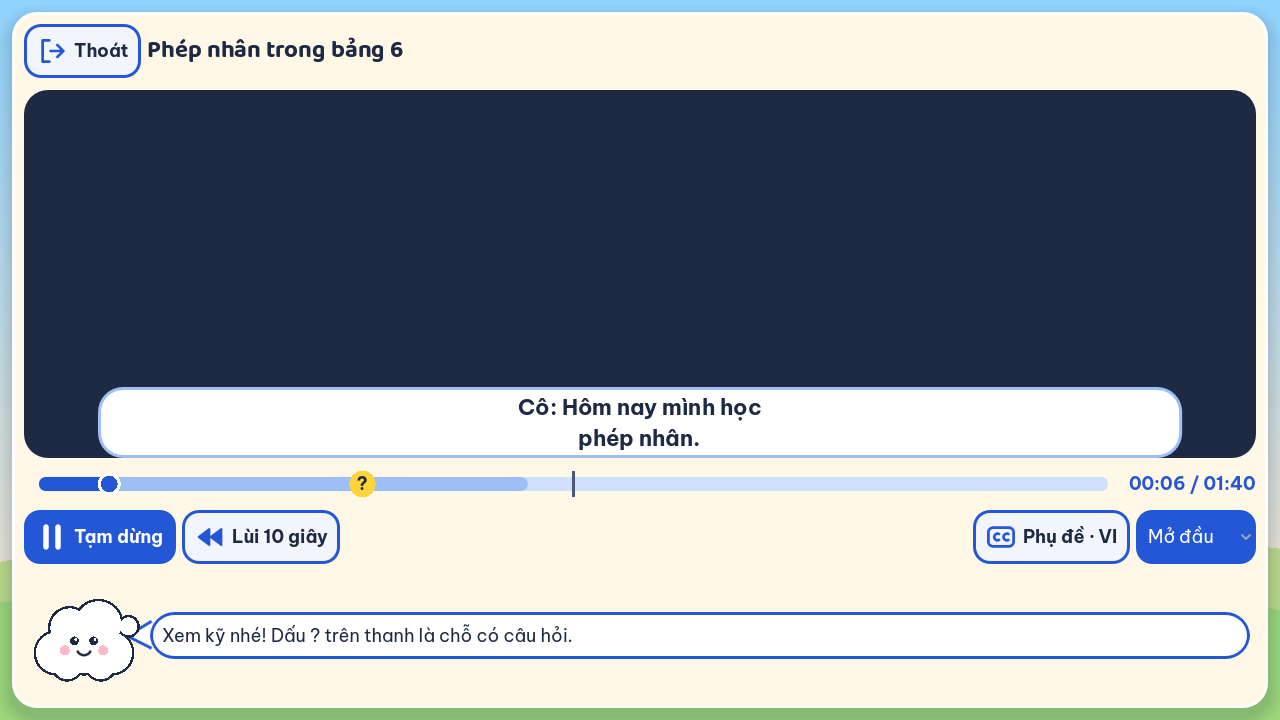 Thoát
Phép nhân trong bảng 6
Cô: Hôm nay mình học
phép nhân.
?
00:06 / 01:40
Tạm dừng
Lùi 10 giây
CC
Phụ đề · VI
Mở đầu
Xem kỹ nhé! Dấu ? trên thanh là chỗ có câu hỏi.